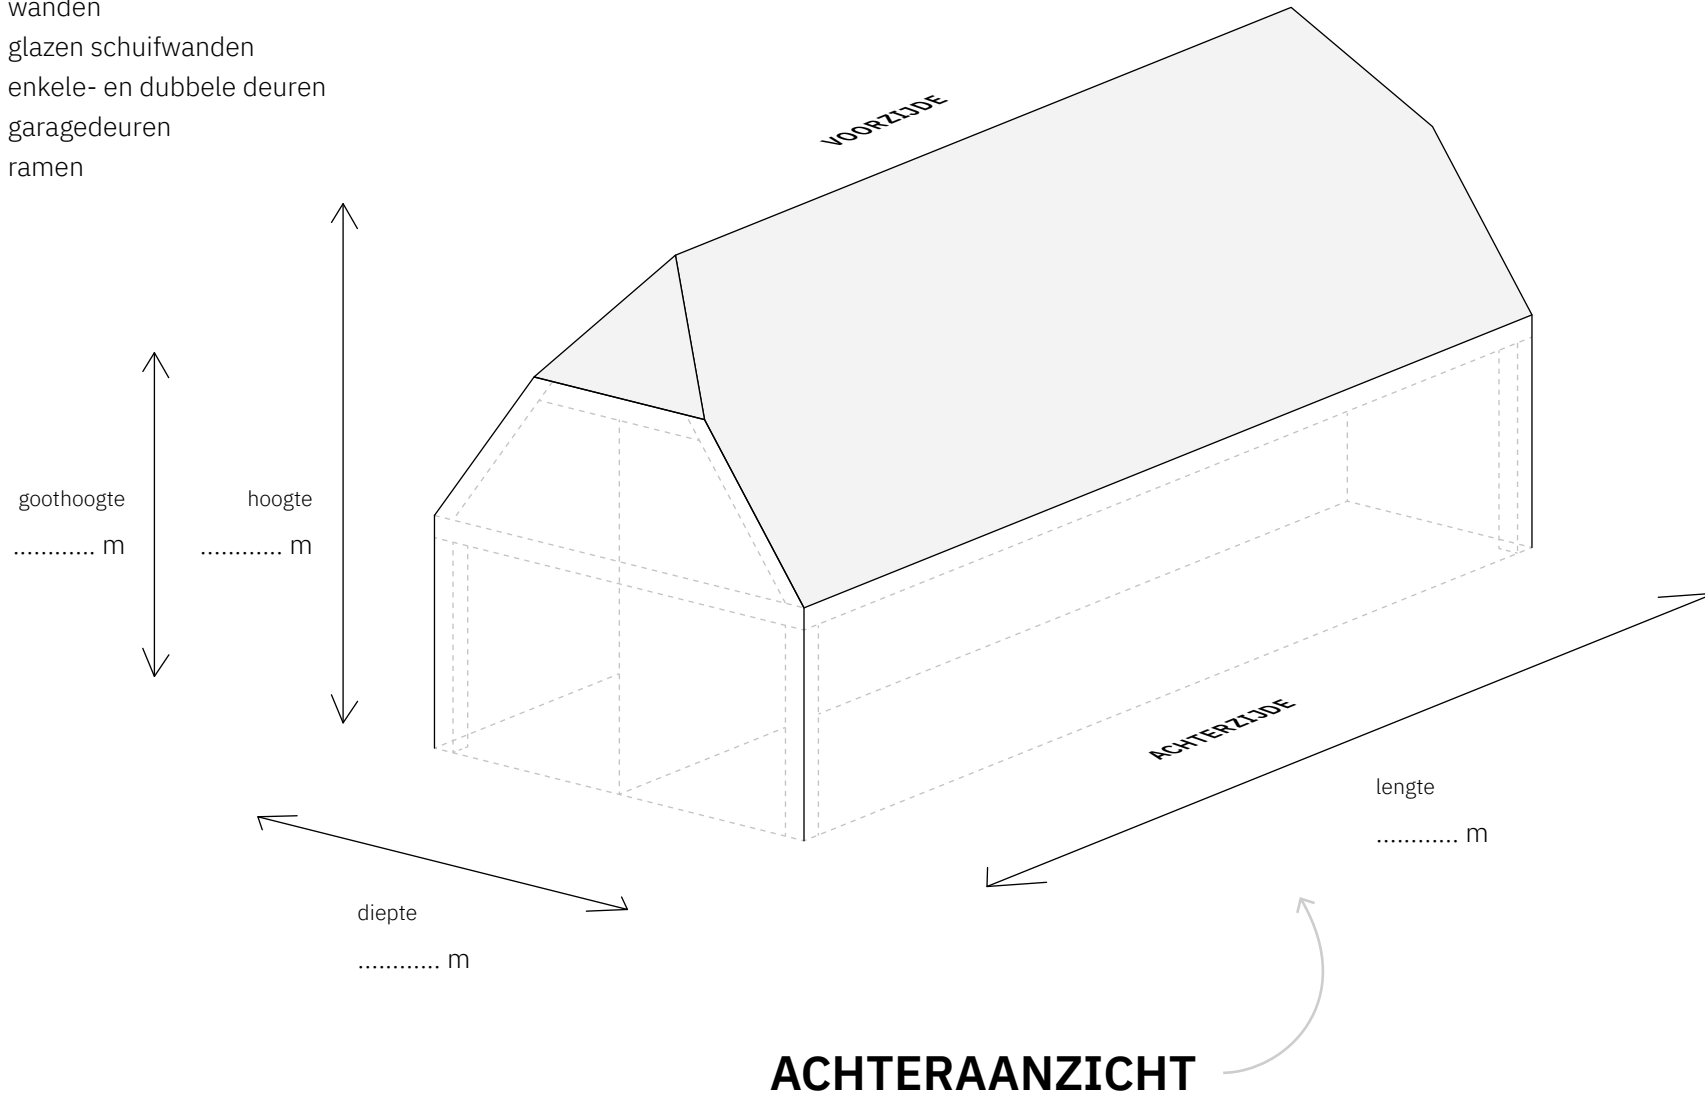 wanden
glazen schuifwanden
enkele- en dubbele deuren
garagedeuren
ramen
VOORZIJDE
goothoogte
............ m
hoogte
............ m
ACHTERZIJDE
lengte
............ m
diepte
............ m
ACHTERAANZICHT